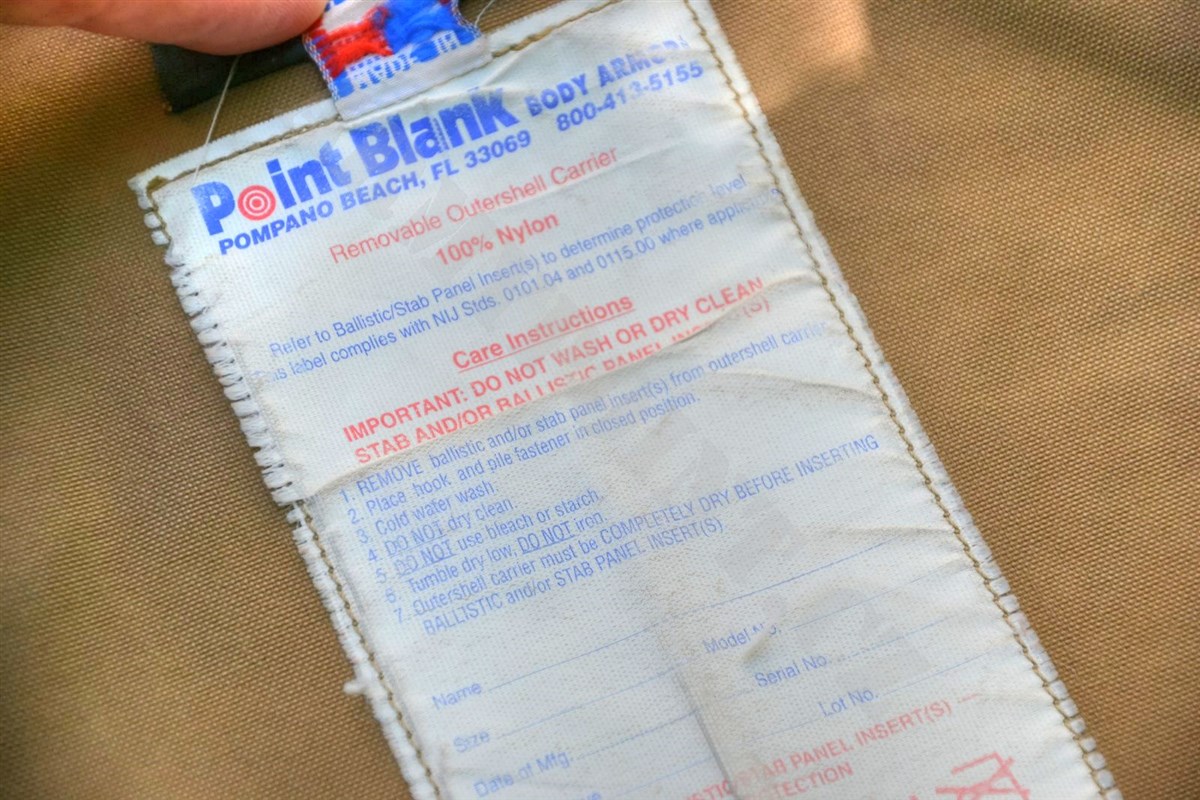 MADE IN
Point Blank BODY ARMOR
POMPANO BEACH, FL 33069 800-413-5155
Removable Outershell Carrier
100% Nylon
Refer to Ballistic/Stab Panel Insert(s) to determine protection level
label complies with NIJ Stds. 0101.04 and 0115.00 where
Care Instructions
IMPORTANT: DO NOT WASH OR DRY CLEAN
STAB AND/OR BALLISTIC PANEL INSERT(S)
1. REMOVE ballistic and/or stab panel insert(s) from outershell carrier
2. Place hook and pile fastener in closed position.
3. Cold water wash.
4. DO NOT dry clean.
5. DO NOT use bleach or starch.
6. Tumble dry low, DO NOT iron.
7. Outershell carrier must be COMPLETELY DRY BEFORE INSERTING
BALLISTIC and/or STAB PANEL INSERT(S)
Name
Model No.
Size
Serial No.
Date of Mfg.
Lot No.
STAB PANEL INSERT(S)